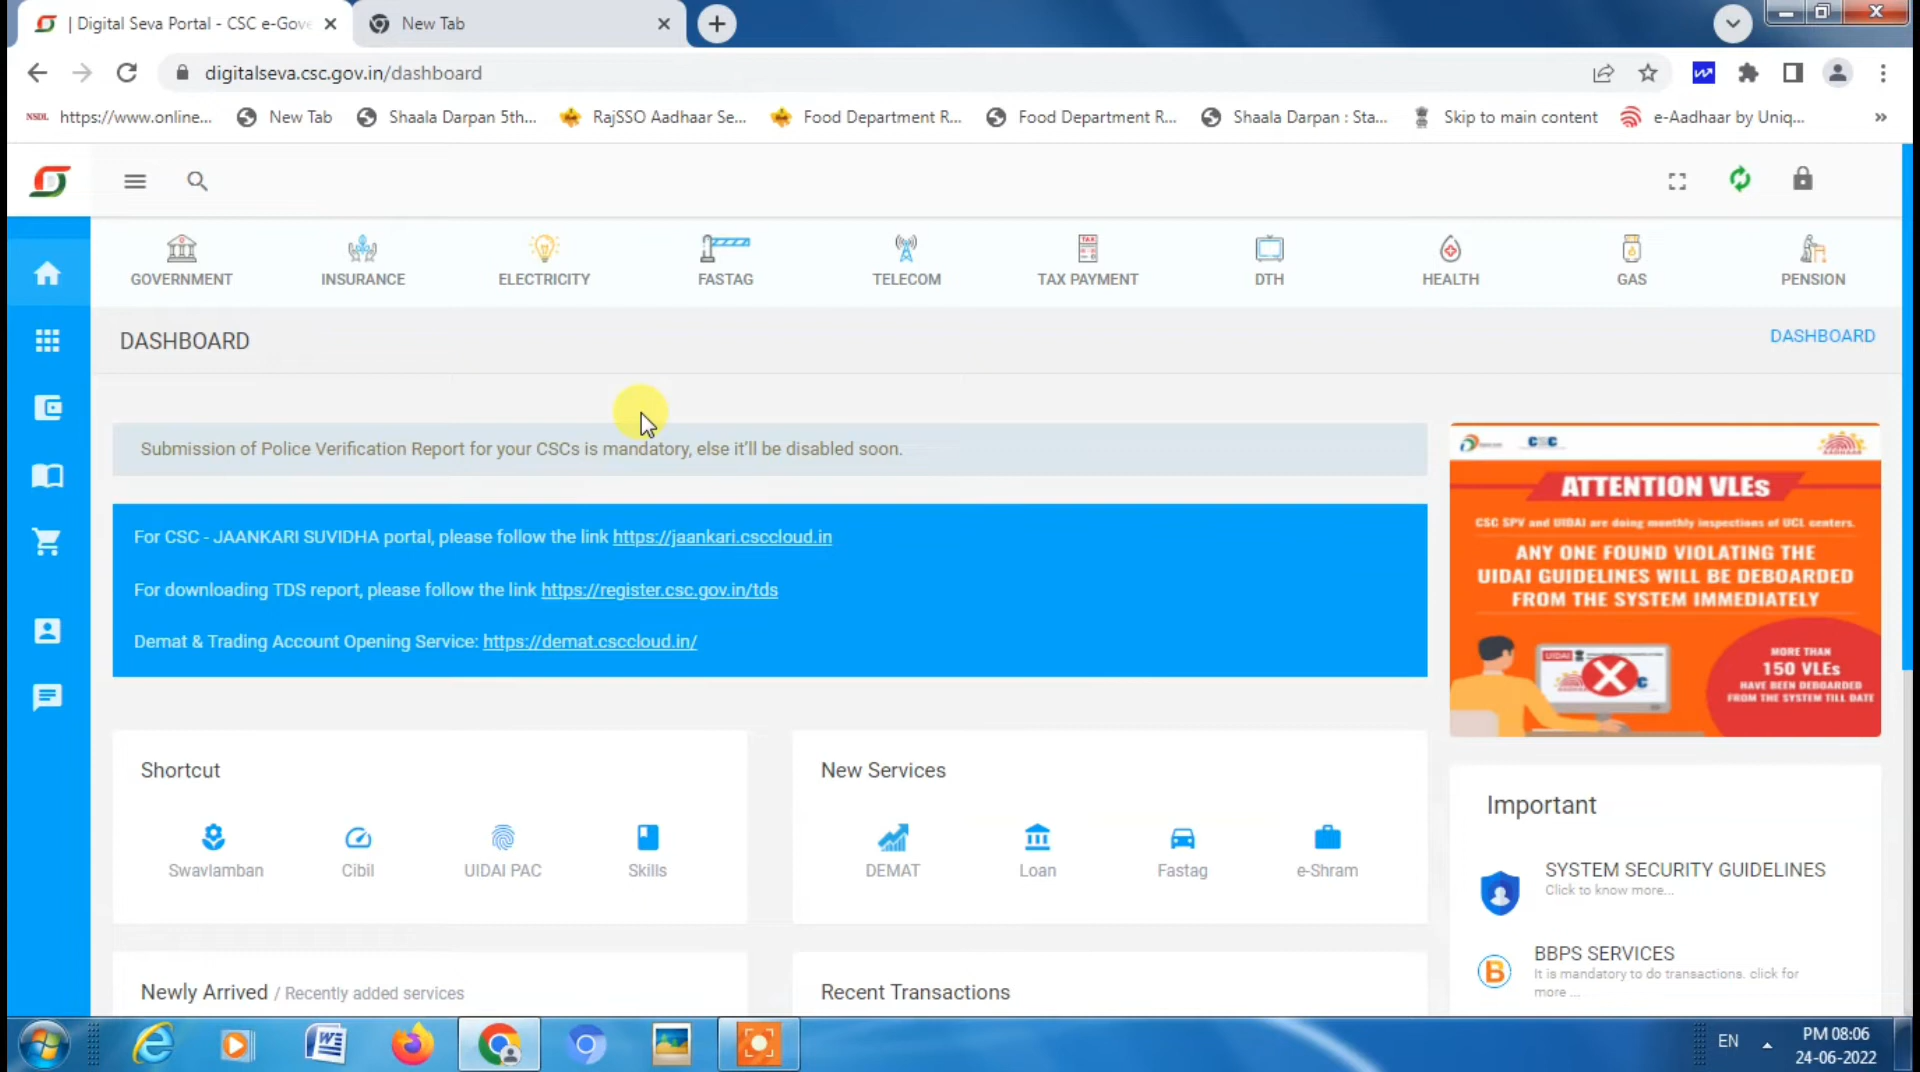 | Digital Seva Portal - CSC e-Gove
New Tab
digitalseva.csc.gov.in/dashboard
NSDL https://www.online...
New Tab
Shaala Darpan 5th...
RajSSO Aadhaar Se...
Food Department R...
Food Department R...
Shaala Darpan : Sta...
Skip to main content
e-Aadhaar by Uniq...
»
GOVERNMENT
INSURANCE
ELECTRICITY
FASTAG
TELECOM
TAX PAYMENT
DTH
HEALTH
GAS
PENSION
DASHBOARD
DASHBOARD
Submission of Police Verification Report for your CSCs is mandatory, else it'll be disabled soon.
For CSC - JAANKARI SUVIDHA portal, please follow the link https://jaankari.csccloud.in
For downloading TDS report, please follow the link https://register.csc.gov.in/tds
Demat & Trading Account Opening Service: https://demat.csccloud.in/
CSC
AADHAAR
ATTENTION VLEs
CSC SPV and UIDAI are doing monthly inspections of UCL centers.
ANY ONE FOUND VIOLATING THE
UIDAI GUIDELINES WILL BE DEBOARDED
FROM THE SYSTEM IMMEDIATELY
UIDAI
MORE THAN
150 VLEs
HAVE BEEN DEBOARDED
FROM THE SYSTEM TILL DATE
Shortcut
Swavlamban
Cibil
UIDAI PAC
Skills
New Services
DEMAT
Loan
Fastag
e-Shram
Important
SYSTEM SECURITY GUIDELINES
Click to know more...
BBPS SERVICES
It is mandatory to do transactions. click for
more ...
Newly Arrived / Recently added services
Recent Transactions
EN
PM 08:06
24-06-2022